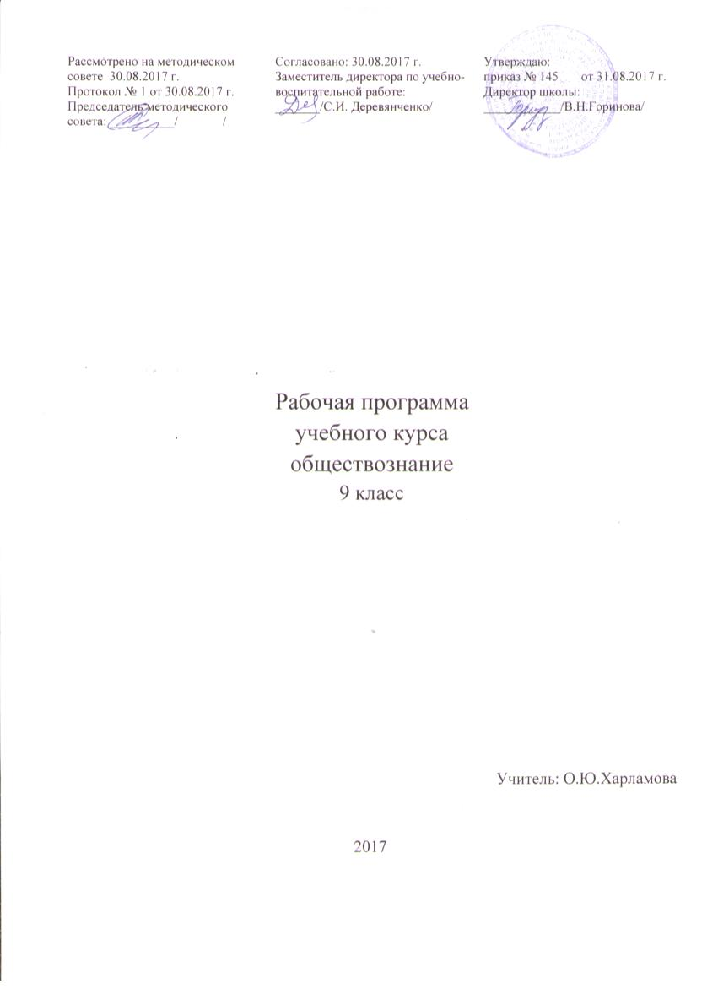 Рассмотрено на методическом
совете 30.08.2017 г.
Протокол № 1 от 30.08.2017 г.
Председатель методического
совета: / /
Согласовано: 30.08.2017 г.
Заместитель директора по учебно-
воспитательной работе:
/С.И. Деревянченко/
Утверждаю:
приказ № 145 от 31.08.2017 г.
Директор школы:
/В.Н.Горинова/
Рабочая программа
учебного курса
обществознание
9 класс
Учитель: О.Ю.Харламова
2017